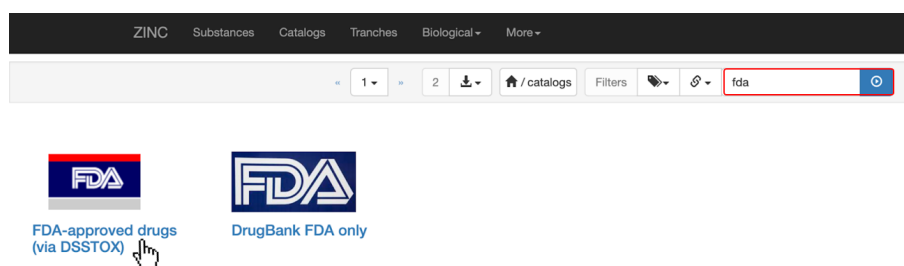 ZINC Substances Catalogs Tranches Biological More
« 1 » 2 / catalogs Filters fda
FDA FDA
FDA-approved drugs DrugBank FDA only
(via DSSTOX)